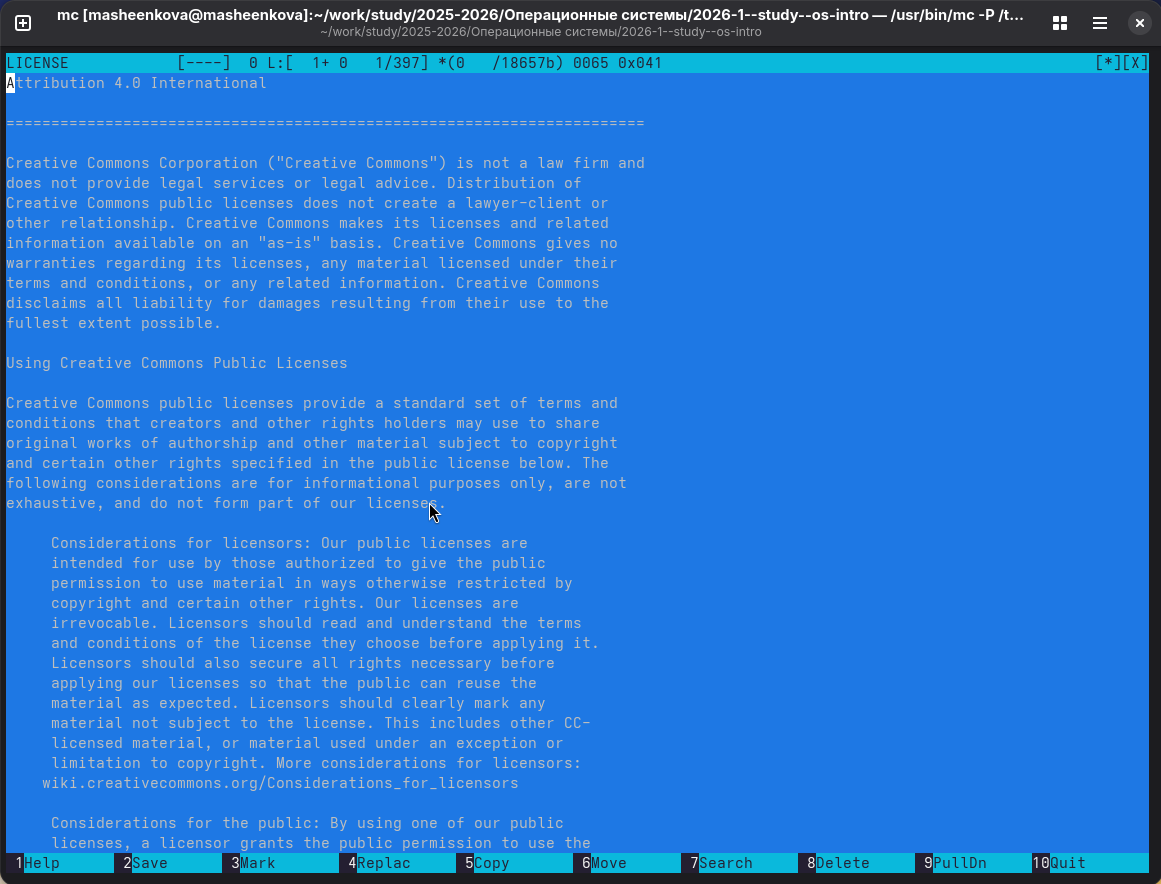 mc [masheenkova@masheenkova]:~/work/study/2025-2026/Операционные системы/2026-1--study--os-intro — /usr/bin/mc -P /t…
~/work/study/2025-2026/Операционные системы/2026-1--study--os-intro
LICENSE            [----]  0 L:[  1+ 0   1/397] *(0   /18657b) 0065 0x041                                                [*][X]
Attribution 4.0 International
=======================================================================
Creative Commons Corporation ("Creative Commons") is not a law firm and
does not provide legal services or legal advice. Distribution of
Creative Commons public licenses does not create a lawyer-client or
other relationship. Creative Commons makes its licenses and related
information available on an "as-is" basis. Creative Commons gives no
warranties regarding its licenses, any material licensed under their
terms and conditions, or any related information. Creative Commons
disclaims all liability for damages resulting from their use to the
fullest extent possible.
Using Creative Commons Public Licenses
Creative Commons public licenses provide a standard set of terms and
conditions that creators and other rights holders may use to share
original works of authorship and other material subject to copyright
and certain other rights specified in the public license below. The
following considerations are for informational purposes only, are not
exhaustive, and do not form part of our licenses.
     Considerations for licensors: Our public licenses are
     intended for use by those authorized to give the public
     permission to use material in ways otherwise restricted by
     copyright and certain other rights. Our licenses are
     irrevocable. Licensors should read and understand the terms
     and conditions of the license they choose before applying it.
     Licensors should also secure all rights necessary before
     applying our licenses so that the public can reuse the
     material as expected. Licensors should clearly mark any
     material not subject to the license. This includes other CC-
     licensed material, or material used under an exception or
     limitation to copyright. More considerations for licensors:
    wiki.creativecommons.org/Considerations_for_licensors
     Considerations for the public: By using one of our public
     licenses, a licensor grants the public permission to use the
1Help 2Save 3Mark 4Replac 5Copy 6Move 7Search 8Delete 9PullDn 10Quit